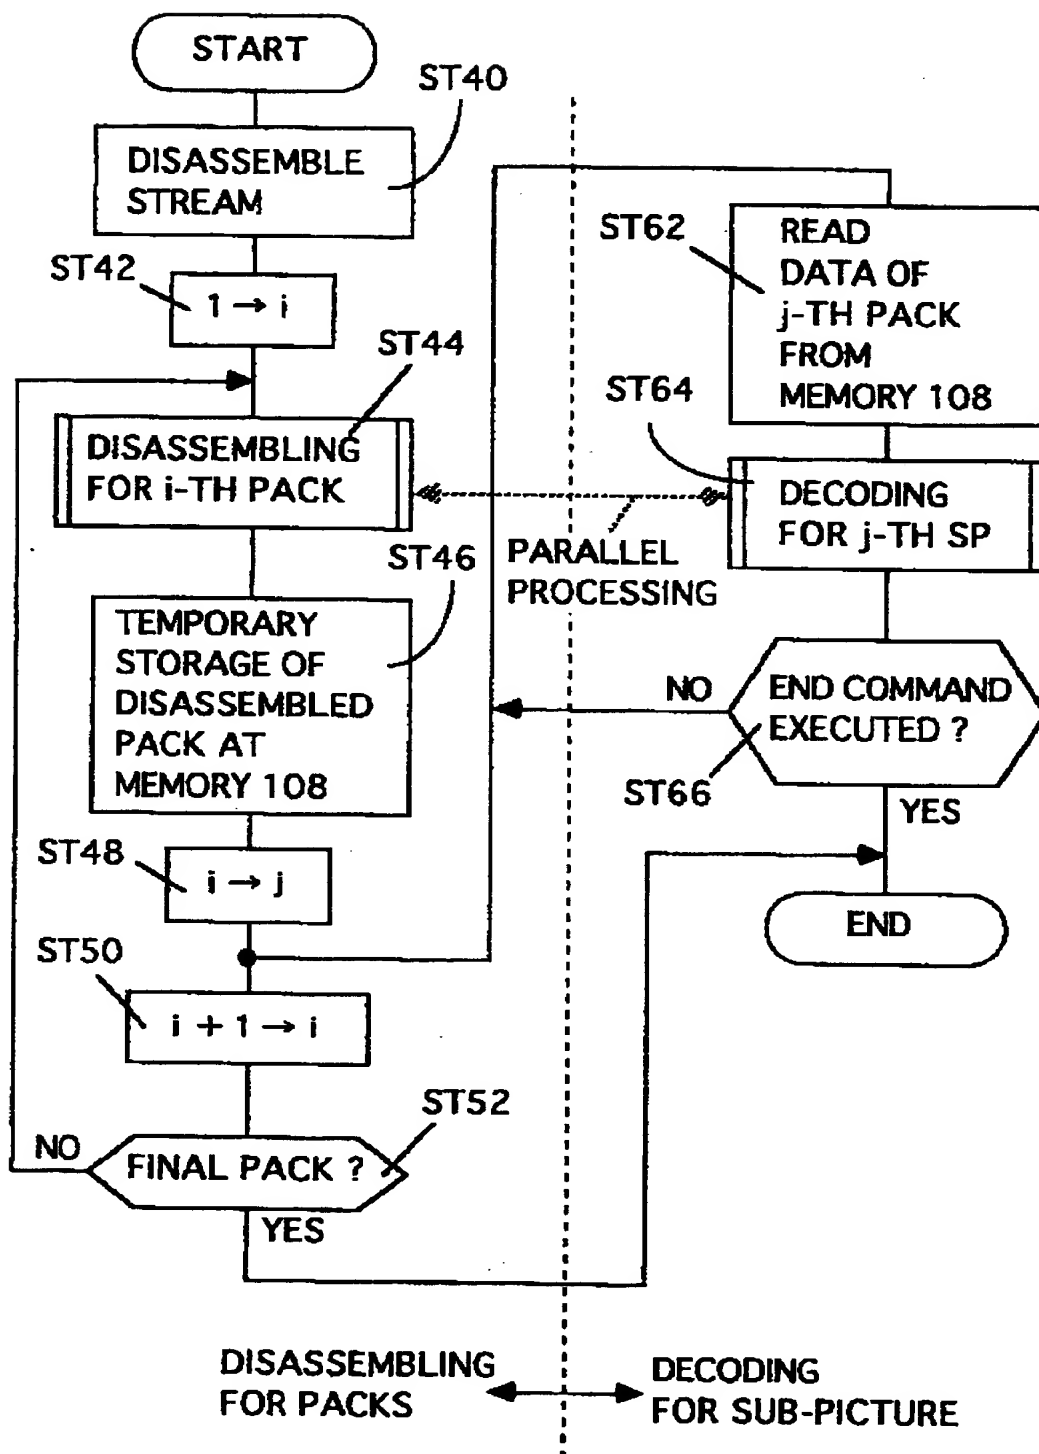 START
ST40
DISASSEMBLE
STREAM
ST42
1 → i
ST44
DISASSEMBLING
FOR i-TH PACK
ST46
TEMPORARY
STORAGE OF
DISASSEMBLED
PACK AT
MEMORY 108
ST48
i → j
ST50
i + 1 → i
ST52
NO
FINAL PACK ?
YES
PARALLEL
PROCESSING
ST62
READ
DATA OF
j-TH PACK
FROM
MEMORY 108
ST64
DECODING
FOR j-TH SP
NO
END COMMAND
EXECUTED ?
ST66
YES
END
DISASSEMBLING
FOR PACKS
DECODING
FOR SUB-PICTURE